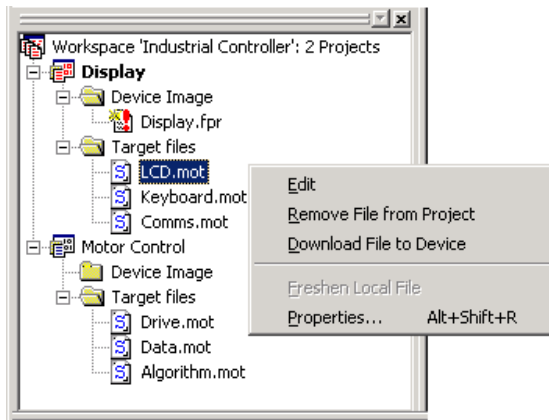 Workspace 'Industrial Controller': 2 Projects
Display
Device Image
Display.fpr
Target files
LCD.mot
Keyboard.mot
Comms.mot
Motor Control
Device Image
Target files
Drive.mot
Data.mot
Algorithm.mot
Edit
Remove File from Project
Download File to Device
Freshen Local File
Properties... Alt+Shift+R